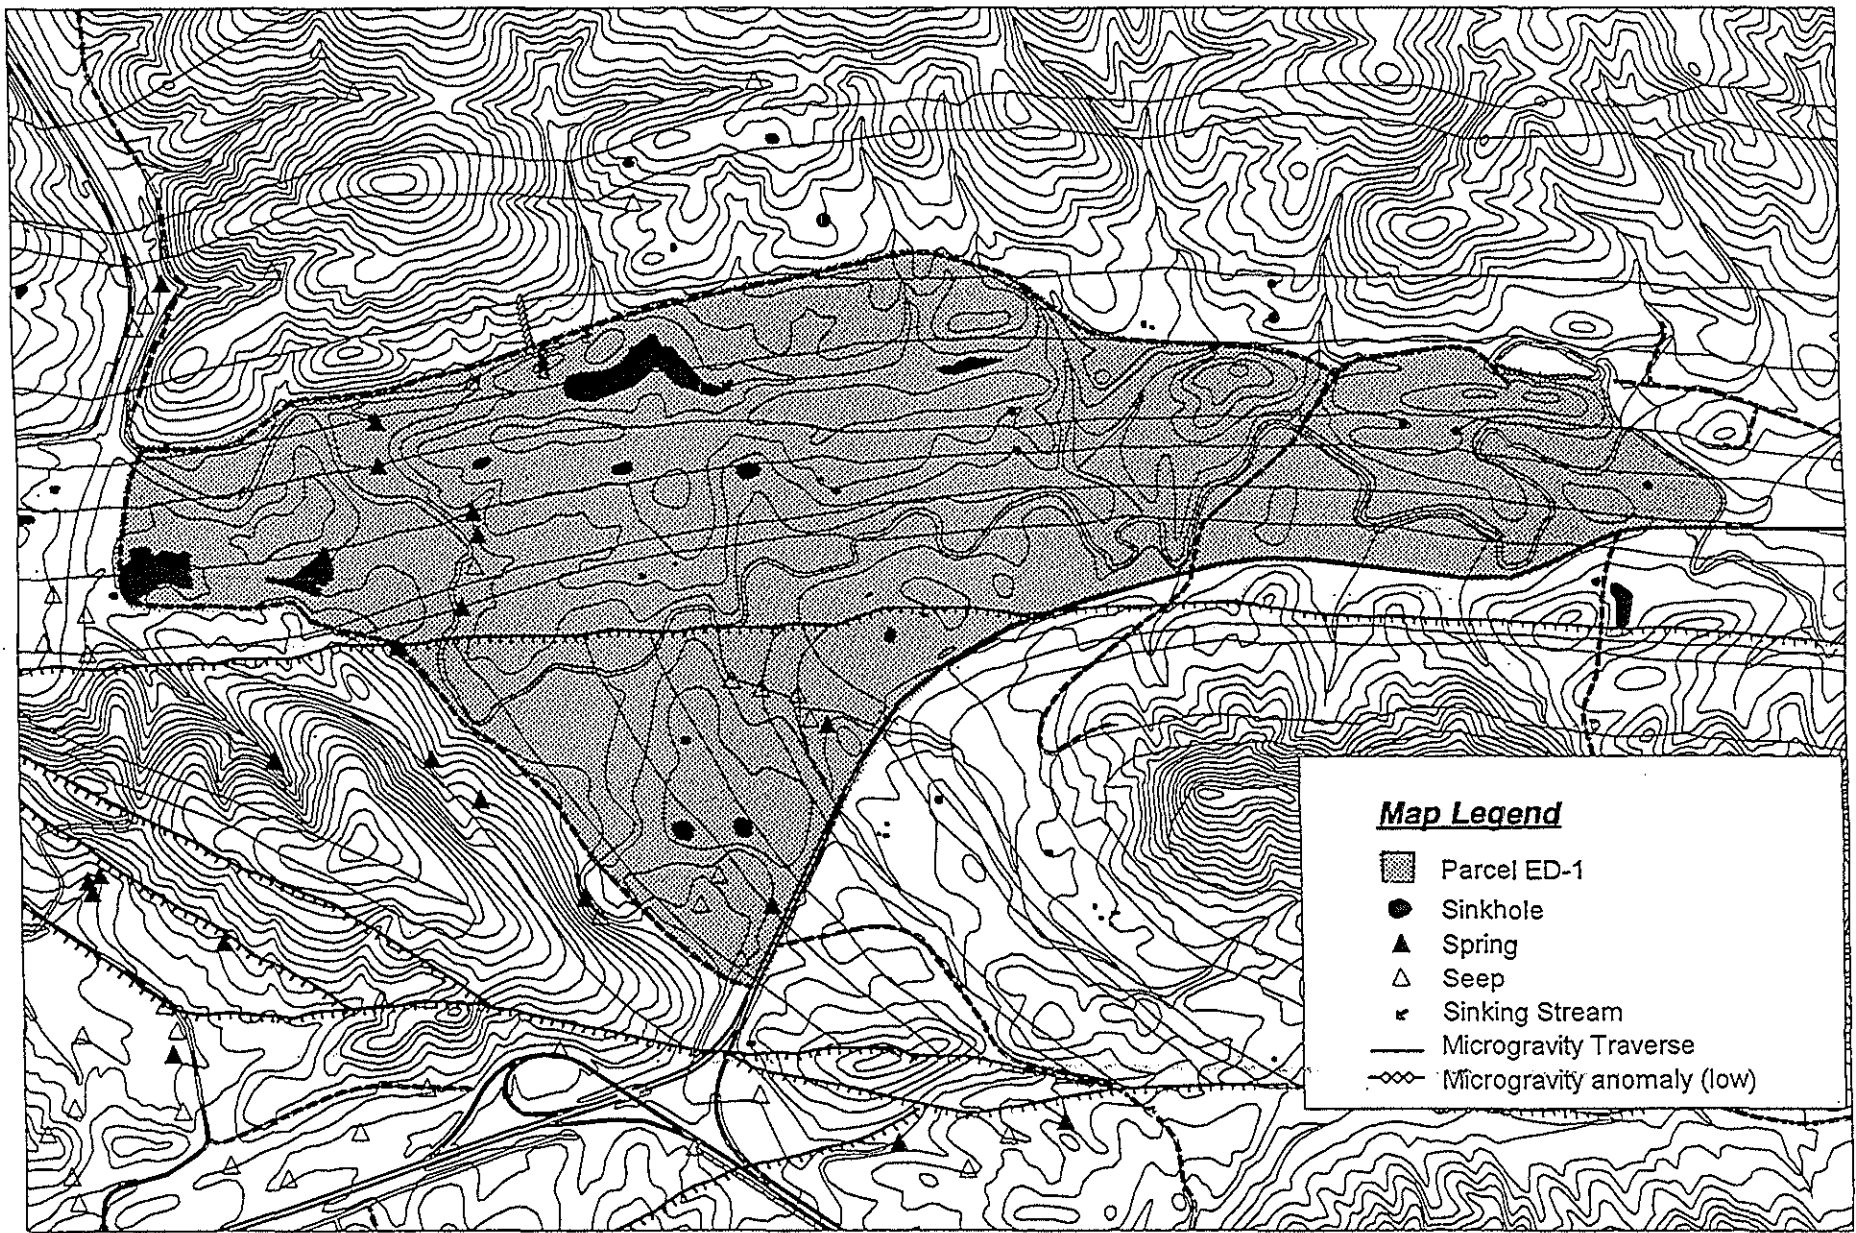 Map Legend
Parcel ED-1
Sinkhole
Spring
Seep
Sinking Stream
Microgravity Traverse
Microgravity anomaly (low)